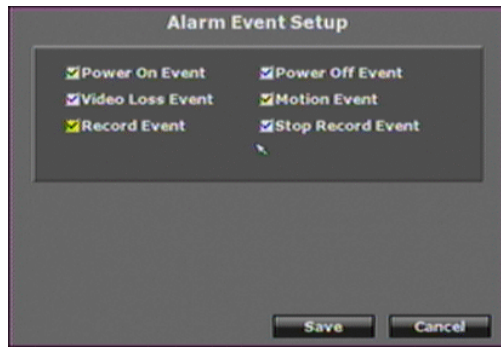 Alarm Event Setup
Power On Event Power Off Event
Video Loss Event Motion Event
Record Event Stop Record Event
Save Cancel